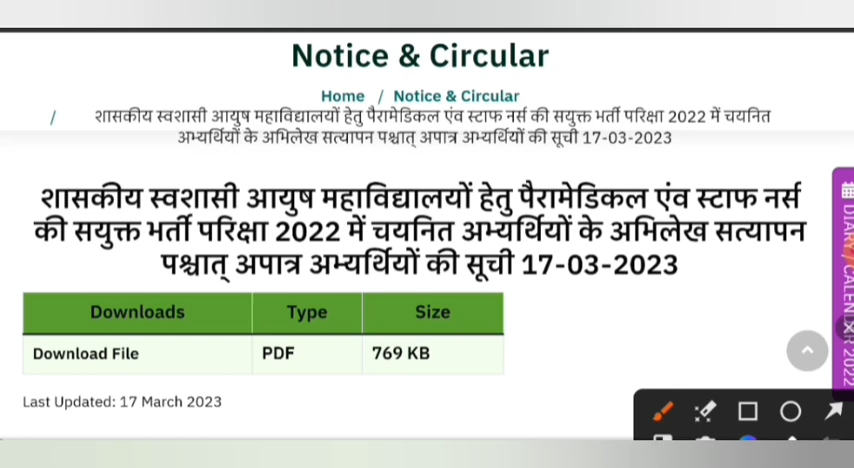 Notice & Circular
Home / Notice & Circular
/ शासकीय स्वशासी आयुष महाविद्यालयों हेतु पैरामेडिकल एंव स्टाफ नर्स की सयुक्त भर्ती परिक्षा 2022 में चयनित
अभ्यर्थियों के अभिलेख सत्यापन पश्चात् अपात्र अभ्यर्थियों की सूची 17-03-2023
शासकीय स्वशासी आयुष महाविद्यालयों हेतु पैरामेडिकल एंव स्टाफ नर्स
की सयुक्त भर्ती परिक्षा 2022 में चयनित अभ्यर्थियों के अभिलेख सत्यापन
पश्चात् अपात्र अभ्यर्थियों की सूची 17-03-2023
Downloads Type Size
Download File PDF 769 KB
Last Updated: 17 March 2023
DIARY / CALENDAR 2022